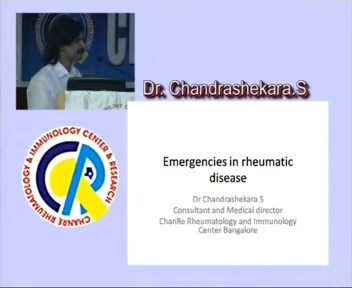 Dr. Chandrashekara.S
Emergencies in rheumatic
disease
Dr Chandrashekara S
Consultant and Medical director
ChanRe Rheumatology and Immunology
Center Bangalore
CHANRE RHEUMATOLOGY & IMMUNOLOGY CENTER & RESEARCH